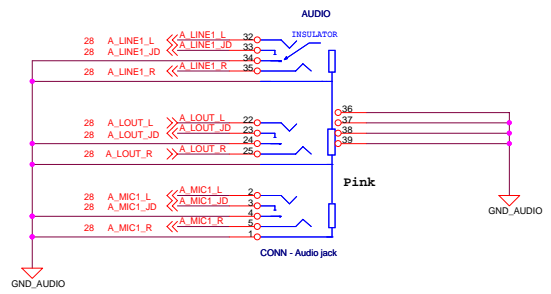 AUDIO
28 A_LINE1_L A_LINE1_L 32 INSULATOR
28 A_LINE1_JD A_LINE1_JD 33
34
28 A_LINE1_R A_LINE1_R 35
36
28 A_LOUT_L A_LOUT_L 22 37
28 A_LOUT_JD A_LOUT_JD 23 38
24 39
28 A_LOUT_R A_LOUT_R 25
Pink
28 A_MIC1_L A_MIC1_L 2
28 A_MIC1_JD A_MIC1_JD 3
4
GND_AUDIO
28 A_MIC1_R A_MIC1_R 5
1
CONN - Audio jack
GND_AUDIO